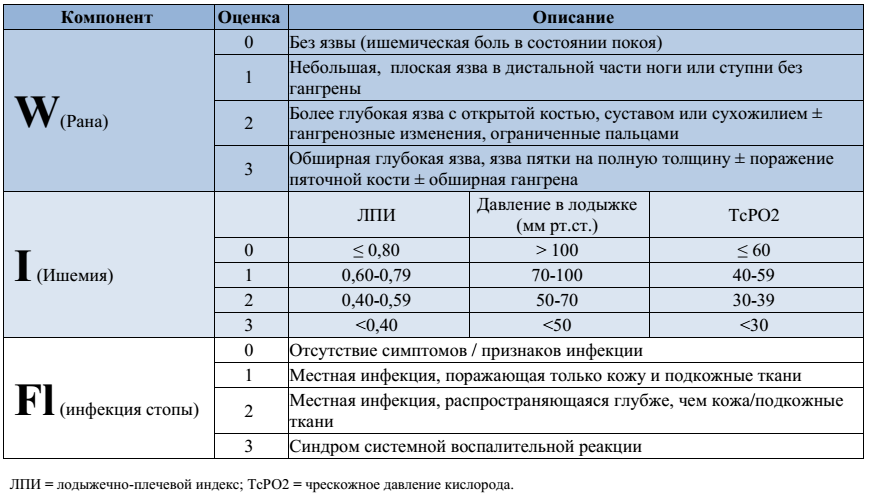 Компонент Оценка Описание
W (Рана)
0 Без язвы (ишемическая боль в состоянии покоя)
1 Небольшая, плоская язва в дистальной части ноги или ступни без
гангрены
2 Более глубокая язва с открытой костью, суставом или сухожилием ±
гангренозные изменения, ограниченные пальцами
3 Обширная глубокая язва, язва пятки на полную толщину ± поражение
пяточной кости ± обширная гангрена
I (Ишемия)
ЛПИ Давление в лодыжке
(мм рт.ст.) TcPO2
0 ≤ 0,80 > 100 ≤ 60
1 0,60-0,79 70-100 40-59
2 0,40-0,59 50-70 30-39
3 <0,40 <50 <30
Fl (инфекция стопы)
0 Отсутствие симптомов / признаков инфекции
1 Местная инфекция, поражающая только кожу и подкожные ткани
2 Местная инфекция, распространяющаяся глубже, чем кожа/подкожные
ткани
3 Синдром системной воспалительной реакции
ЛПИ = лодыжечно-плечевой индекс; TcPO2 = чрескожное давление кислорода.